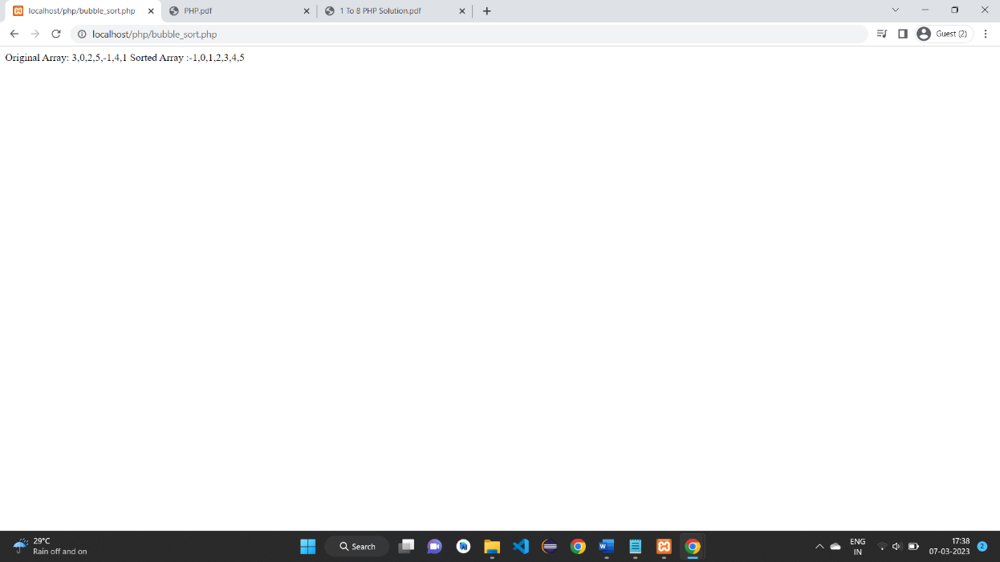 localhost/php/bubble_sort.php PHP.pdf 1 To 8 PHP Solution.pdf
localhost/php/bubble_sort.php Guest (2)
Original Array: 3,0,2,5,-1,4,1 Sorted Array :-1,0,1,2,3,4,5
29°C
Rain off and on
Search
ENG
IN
17:38
07-03-2023
2